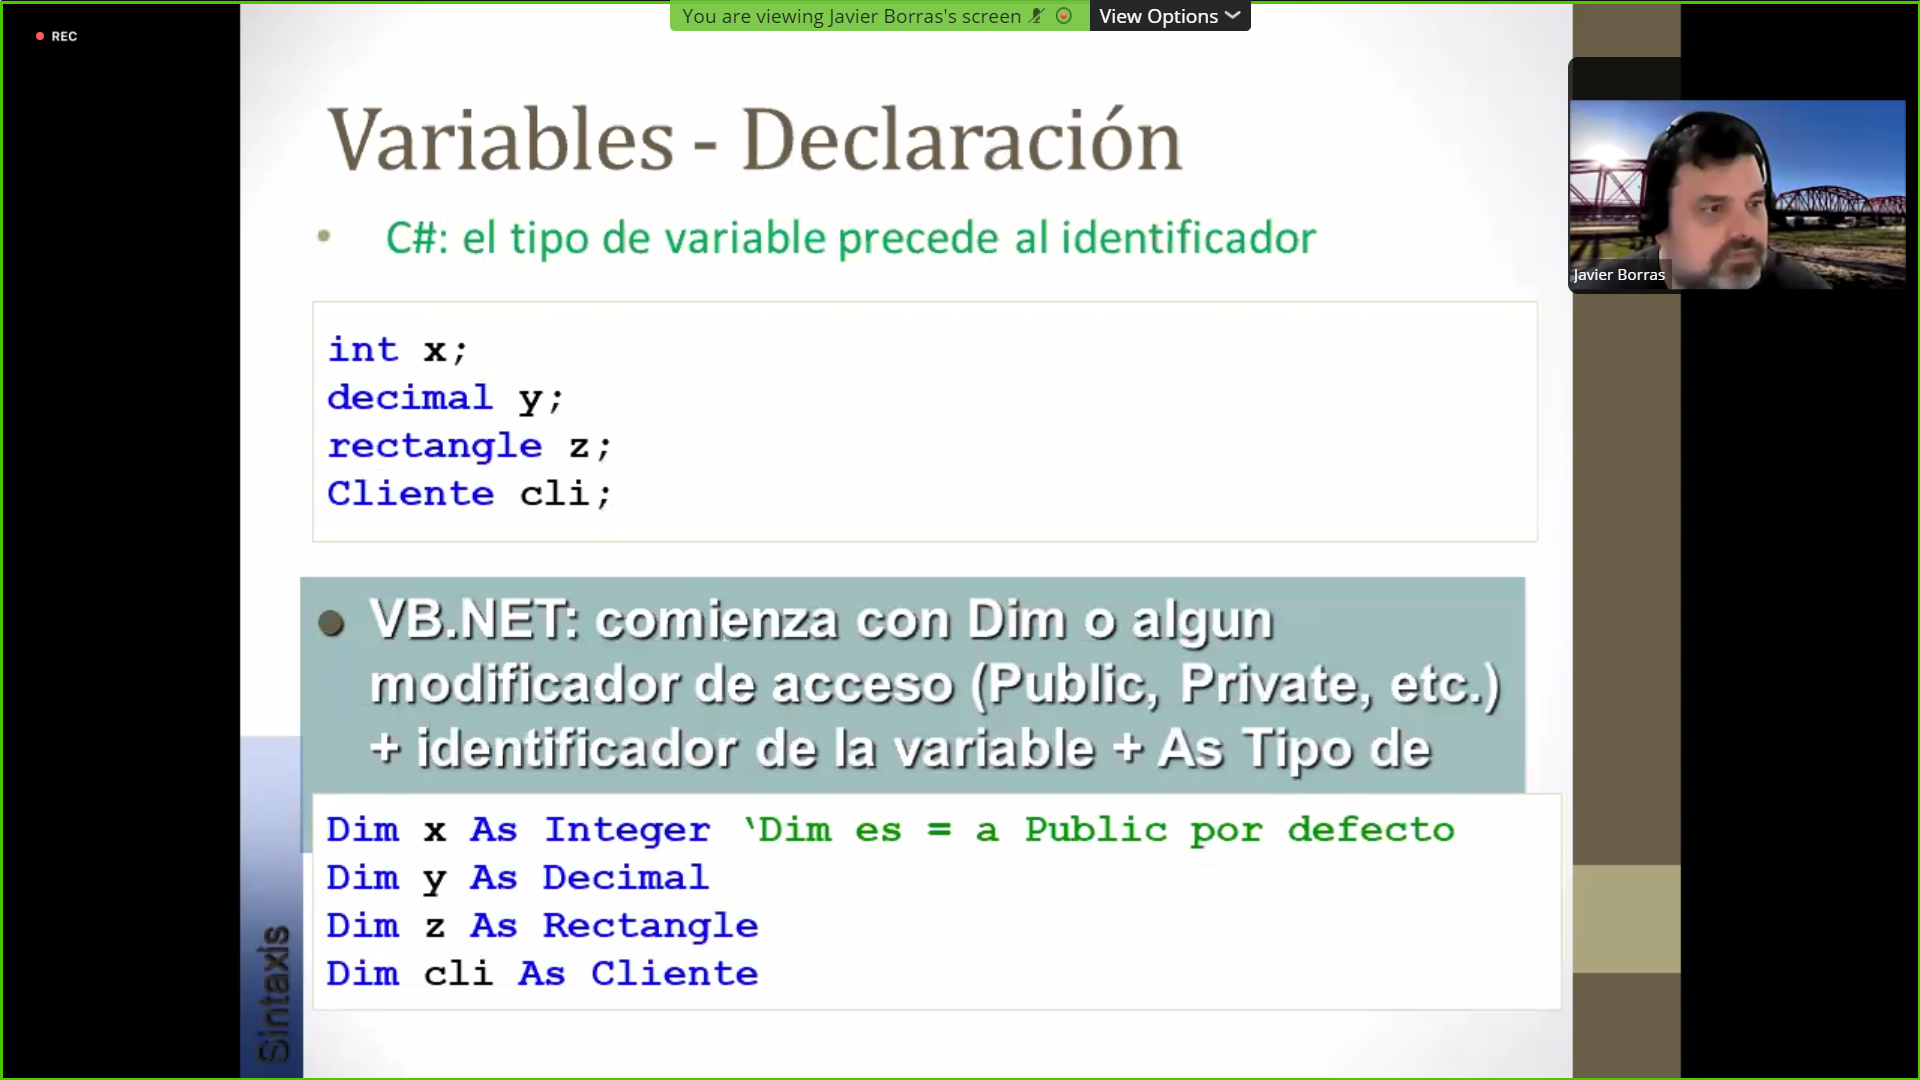 You are viewing Javier Borras's screen
View Options
REC
Variables - Declaración
• C#: el tipo de variable precede al identificador
int x;
decimal y;
rectangle z;
Cliente cli;
• VB.NET: comienza con Dim o algun
modificador de acceso (Public, Private, etc.)
+ identificador de la variable + As Tipo de
Dim x As Integer ‘Dim es = a Public por defecto
Dim y As Decimal
Dim z As Rectangle
Dim cli As Cliente
Sintaxis
Javier Borras